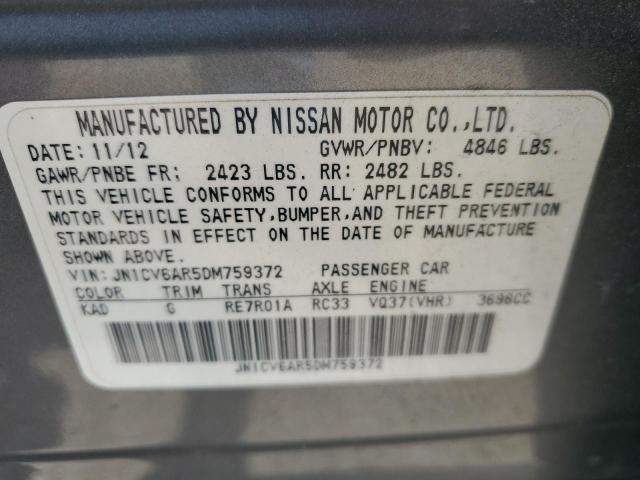 MANUFACTURED BY NISSAN MOTOR CO.,LTD.
DATE: 11/12 GVWR/PNBV: 4846 LBS.
GAWR/PNBE FR: 2423 LBS. RR: 2482 LBS.
THIS VEHICLE CONFORMS TO ALL APPLICABLE FEDERAL
MOTOR VEHICLE SAFETY,BUMPER,AND THEFT PREVENTION
STANDARDS IN EFFECT ON THE DATE OF MANUFACTURE
SHOWN ABOVE.
VIN: JN1CV6AR5DM759372 PASSENGER CAR
COLOR TRIM TRANS AXLE ENGINE
KAD G RE7R01A RC33 VQ37(VHR) 3696CC
JN1CV6AR5DM759372